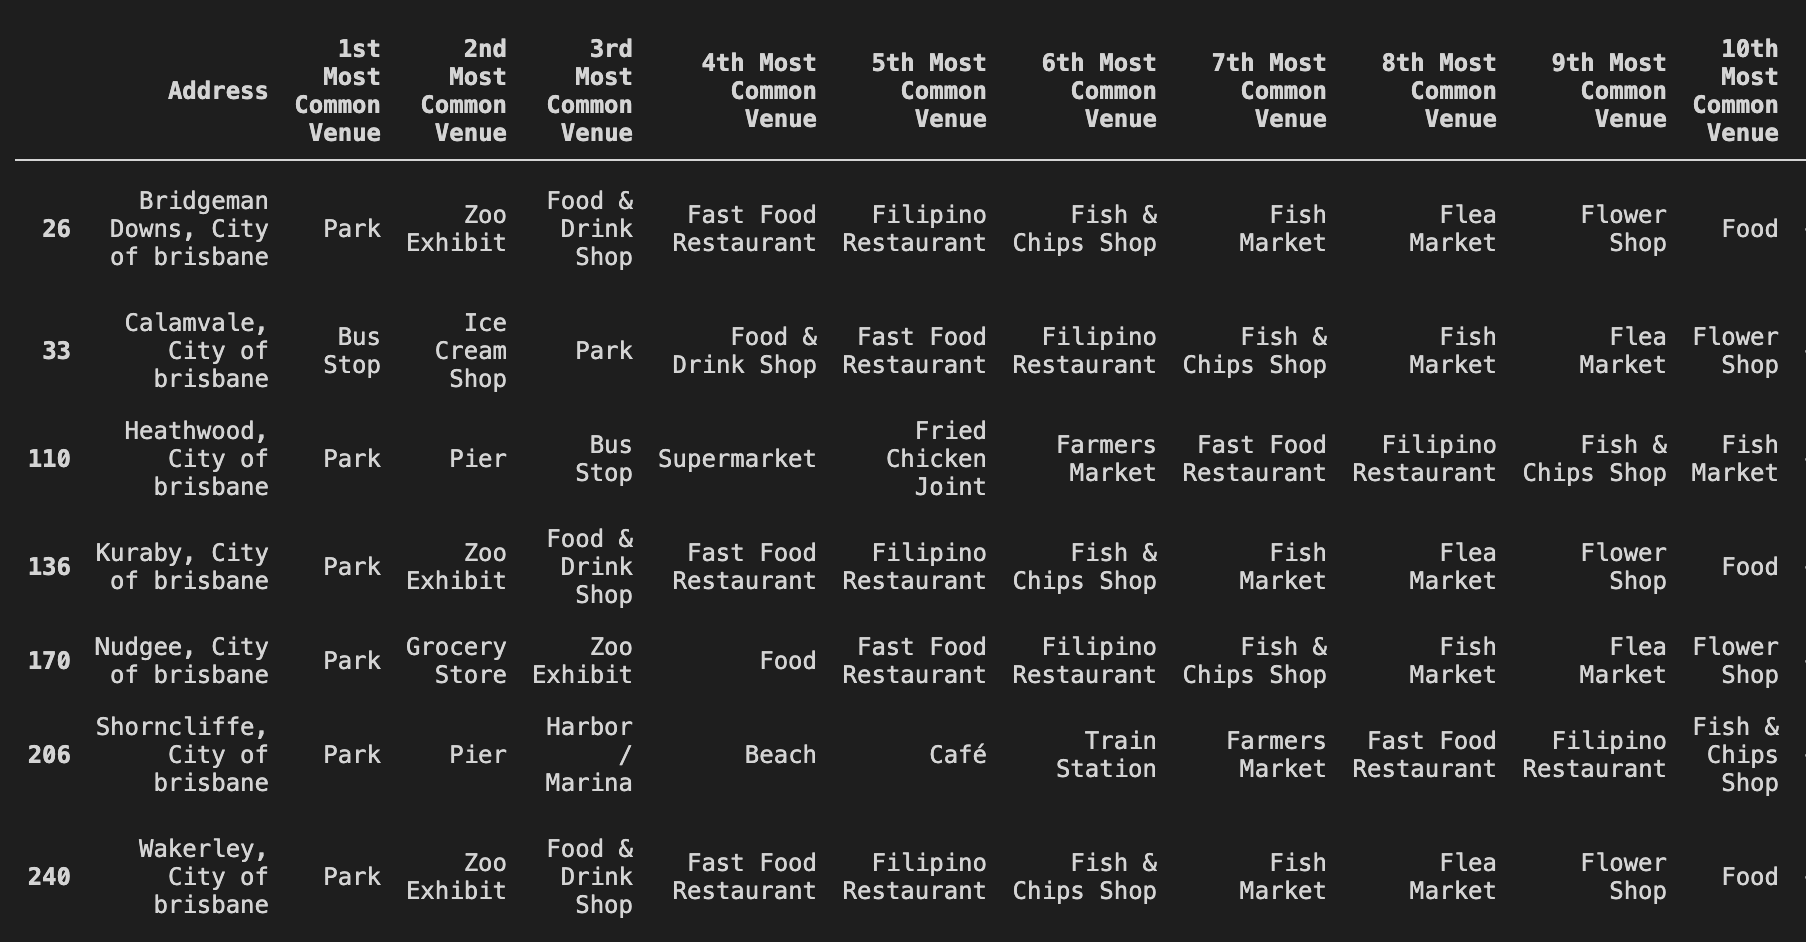 Address 1st Most Common Venue 2nd Most Common Venue 3rd Most Common Venue 4th Most Common Venue 5th Most Common Venue 6th Most Common Venue 7th Most Common Venue 8th Most Common Venue 9th Most Common Venue 10th Most Common Venue
26 Bridgeman Downs, City of brisbane Park Zoo Exhibit Food & Drink Shop Fast Food Restaurant Filipino Restaurant Fish & Chips Shop Fish Market Flea Market Flower Shop Food
33 Calamvale, City of brisbane Bus Stop Ice Cream Shop Park Food & Drink Shop Fast Food Restaurant Filipino Restaurant Fish & Chips Shop Fish Market Flea Market Flower Shop
110 Heathwood, City of brisbane Park Pier Bus Stop Supermarket Fried Chicken Joint Farmers Market Fast Food Restaurant Filipino Restaurant Fish & Chips Shop Fish Market
136 Kuraby, City of brisbane Park Zoo Exhibit Food & Drink Shop Fast Food Restaurant Filipino Restaurant Fish & Chips Shop Fish Market Flea Market Flower Shop Food
170 Nudgee, City of brisbane Park Grocery Store Zoo Exhibit Food Fast Food Restaurant Filipino Restaurant Fish & Chips Shop Fish Market Flea Market Flower Shop
206 Shorncliffe, City of brisbane Park Pier Harbor / Marina Beach Café Train Station Farmers Market Fast Food Restaurant Filipino Restaurant Fish & Chips Shop
240 Wakerley, City of brisbane Park Zoo Exhibit Food & Drink Shop Fast Food Restaurant Filipino Restaurant Fish & Chips Shop Fish Market Flea Market Flower Shop Food